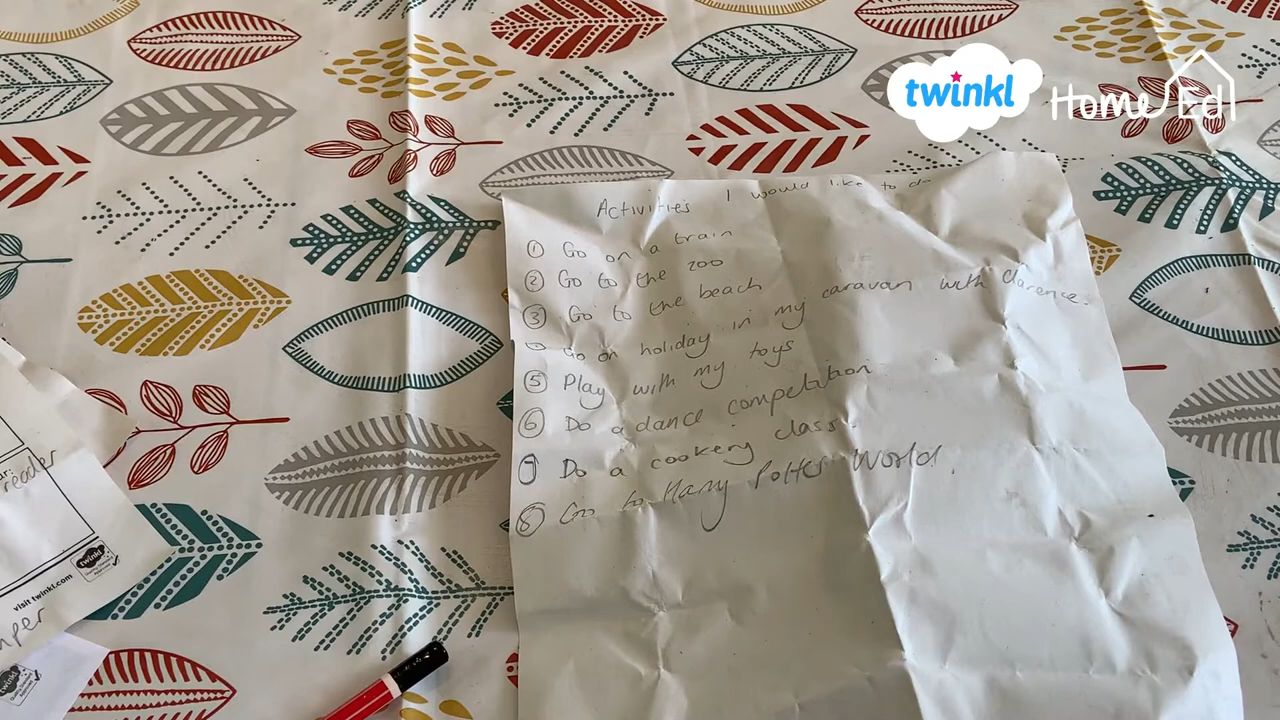 twinkl Home Ed
Activities I would like to do
① Go on a train
② Go to the zoo
③ Go to the beach
Go on holiday in my caravan with Clarence.
⑤ Play with my toys
⑥ Do a dance competition
⑦ Do a cookery class.
⑧ Go to Harry Potter World.
reader
twinkl
visit twinkl.com
twinkl